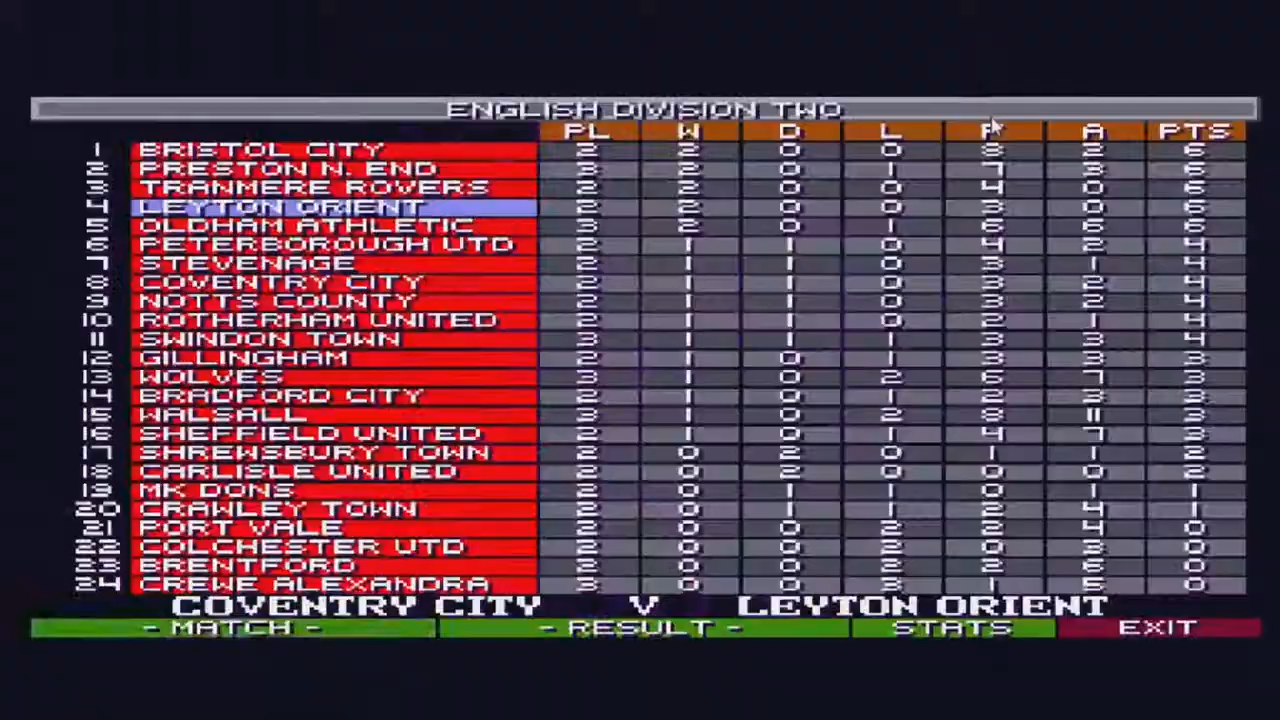 ENGLISH DIVISION TWO
PL W D L F A PTS
1 BRISTOL CITY 2 2 0 0 2 6
2 PRESTON N. END 3 2 0 1 7 3 6
3 TRANMERE ROVERS 2 2 0 0 4 0 6
4 LEYTON ORIENT 2 2 0 0 3 0 6
5 OLDHAM ATHLETIC 3 2 0 1 6 6 6
6 PETERBOROUGH UTD 2 1 1 0 4 2 4
7 STEVENAGE 2 1 1 0 3 1 4
8 COVENTRY CITY 2 1 1 0 3 2 4
9 NOTTS COUNTY 2 1 1 0 3 2 4
10 ROTHERHAM UNITED 2 1 1 0 2 1 4
11 SWINDON TOWN 3 1 1 1 3 3 4
12 GILLINGHAM 2 1 0 1 3 3 3
13 WOLVES 3 1 0 2 6 7 3
14 BRADFORD CITY 2 1 0 1 2 3
15 WALSALL 3 1 0 2 8 11 3
16 SHEFFIELD UNITED 2 1 0 1 4 7 3
17 SHREWSBURY TOWN 2 0 2 0 1 1 2
18 CARLISLE UNITED 2 0 2 0 0 0 2
19 MK DONS 2 0 1 1 0 1 1
20 CRAWLEY TOWN 2 0 1 1 2 4 1
21 PORT VALE 2 0 0 2 2 4 0
22 COLCHESTER UTD 2 0 0 2 0 3 0
23 BRENTFORD 2 0 0 2 2 6 0
24 CREWE ALEXANDRA 3 0 0 3 1 5 0
COVENTRY CITY V LEYTON ORIENT
- MATCH - - RESULT - STATS EXIT